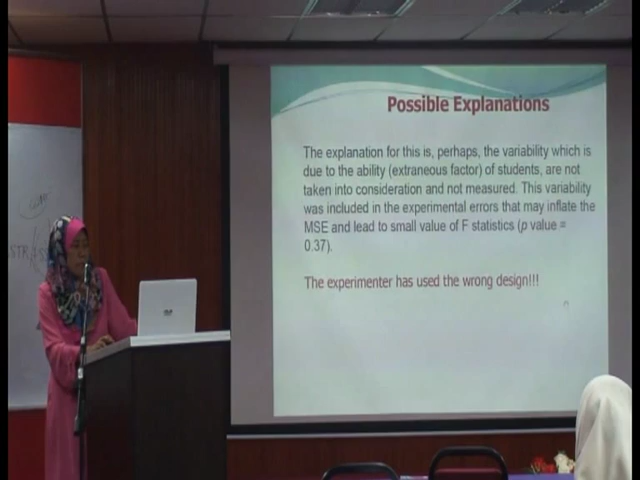 Possible Explanations
The explanation for this is, perhaps, the variability which is
due to the ability (extraneous factor) of students, are not
taken into consideration and not measured. This variability
was included in the experimental errors that may inflate the
MSE and lead to small value of F statistics (p value =
0.37).
The experimenter has used the wrong design!!!